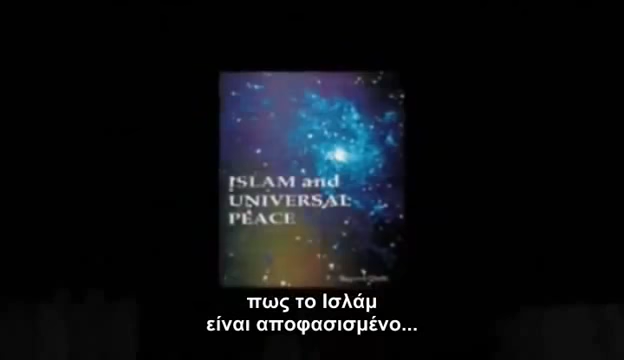 ISLAM and
UNIVERSAL
PEACE
πως το Ισλάμ
είναι αποφασισμένο...